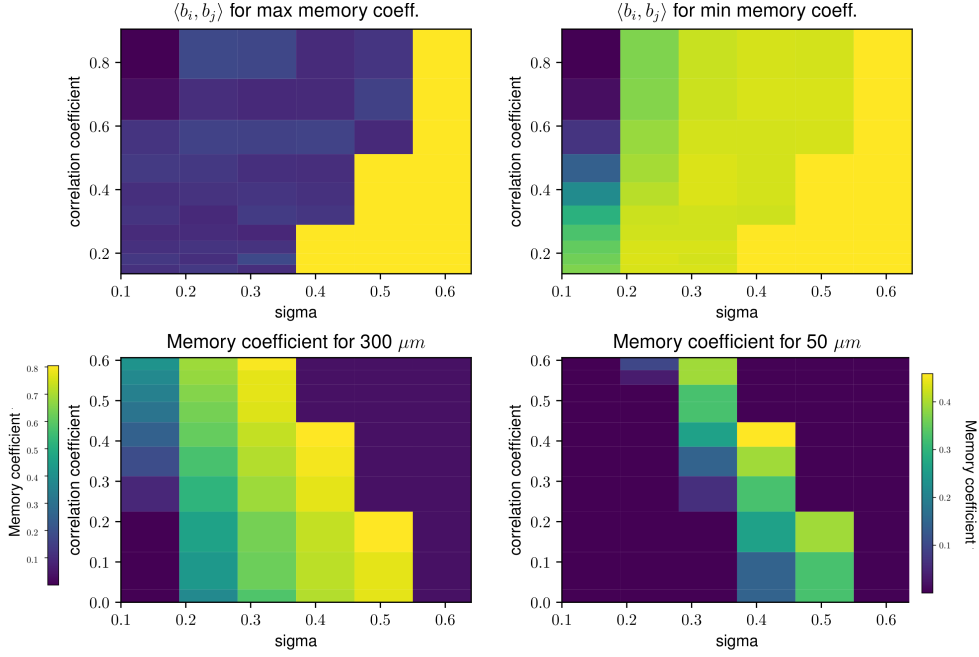 ⟨b_i, b_j⟩ for max memory coeff.
⟨b_i, b_j⟩ for min memory coeff.
correlation coefficient
0.8
0.6
0.4
0.2
0.1 0.2 0.3 0.4 0.5 0.6
sigma
correlation coefficient
0.8
0.6
0.4
0.2
0.1 0.2 0.3 0.4 0.5 0.6
sigma
Memory coefficient for 300 μm
Memory coefficient for 50 μm
Memory coefficient
0.8
0.7
0.6
0.5
0.4
0.3
0.2
0.1
correlation coefficient
0.6
0.5
0.4
0.3
0.2
0.1
0.0
0.1 0.2 0.3 0.4 0.5 0.6
sigma
correlation coefficient
0.6
0.5
0.4
0.3
0.2
0.1
0.0
0.1 0.2 0.3 0.4 0.5 0.6
sigma
0.4
0.3
0.2
0.1
Memory coefficient